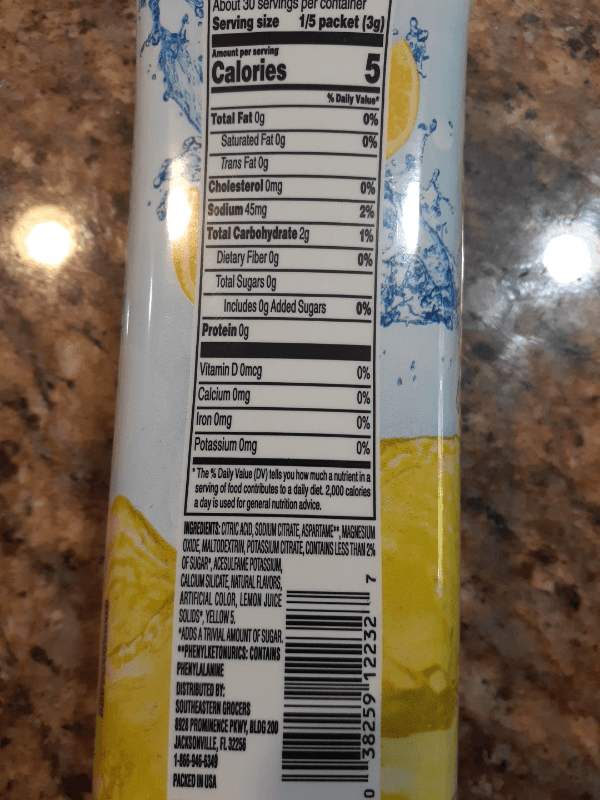 About 30 servings per container
Serving size 1/5 packet (3g)
Amount per serving
Calories 5
% Daily Value*
Total Fat 0g 0%
Saturated Fat 0g 0%
Trans Fat 0g
Cholesterol 0mg 0%
Sodium 45mg 2%
Total Carbohydrate 2g 1%
Dietary Fiber 0g 0%
Total Sugars 0g
Includes 0g Added Sugars 0%
Protein 0g
Vitamin D 0mcg 0%
Calcium 0mg 0%
Iron 0mg 0%
Potassium 0mg 0%
* The % Daily Value (DV) tells you how much a nutrient in a
serving of food contributes to a daily diet. 2,000 calories
a day is used for general nutrition advice.
INGREDIENTS: CITRIC ACID, SODIUM CITRATE, ASPARTAME**, MAGNESIUM
OXIDE, MALTODEXTRIN, POTASSIUM CITRATE, CONTAINS LESS THAN 2%
OF SUGAR*, ACESULFAME POTASSIUM,
CALCIUM SILICATE, NATURAL FLAVORS,
ARTIFICIAL COLOR, LEMON JUICE
SOLIDS*, YELLOW 5.
*ADDS A TRIVIAL AMOUNT OF SUGAR.
**PHENYLKETONURICS: CONTAINS
PHENYLALANINE
DISTRIBUTED BY:
SOUTHEASTERN GROCERS
8928 PROMINENCE PKWY, BLDG 200
JACKSONVILLE, FL 32256
1-866-946-6349
PACKED IN USA
0 38259 12232 7